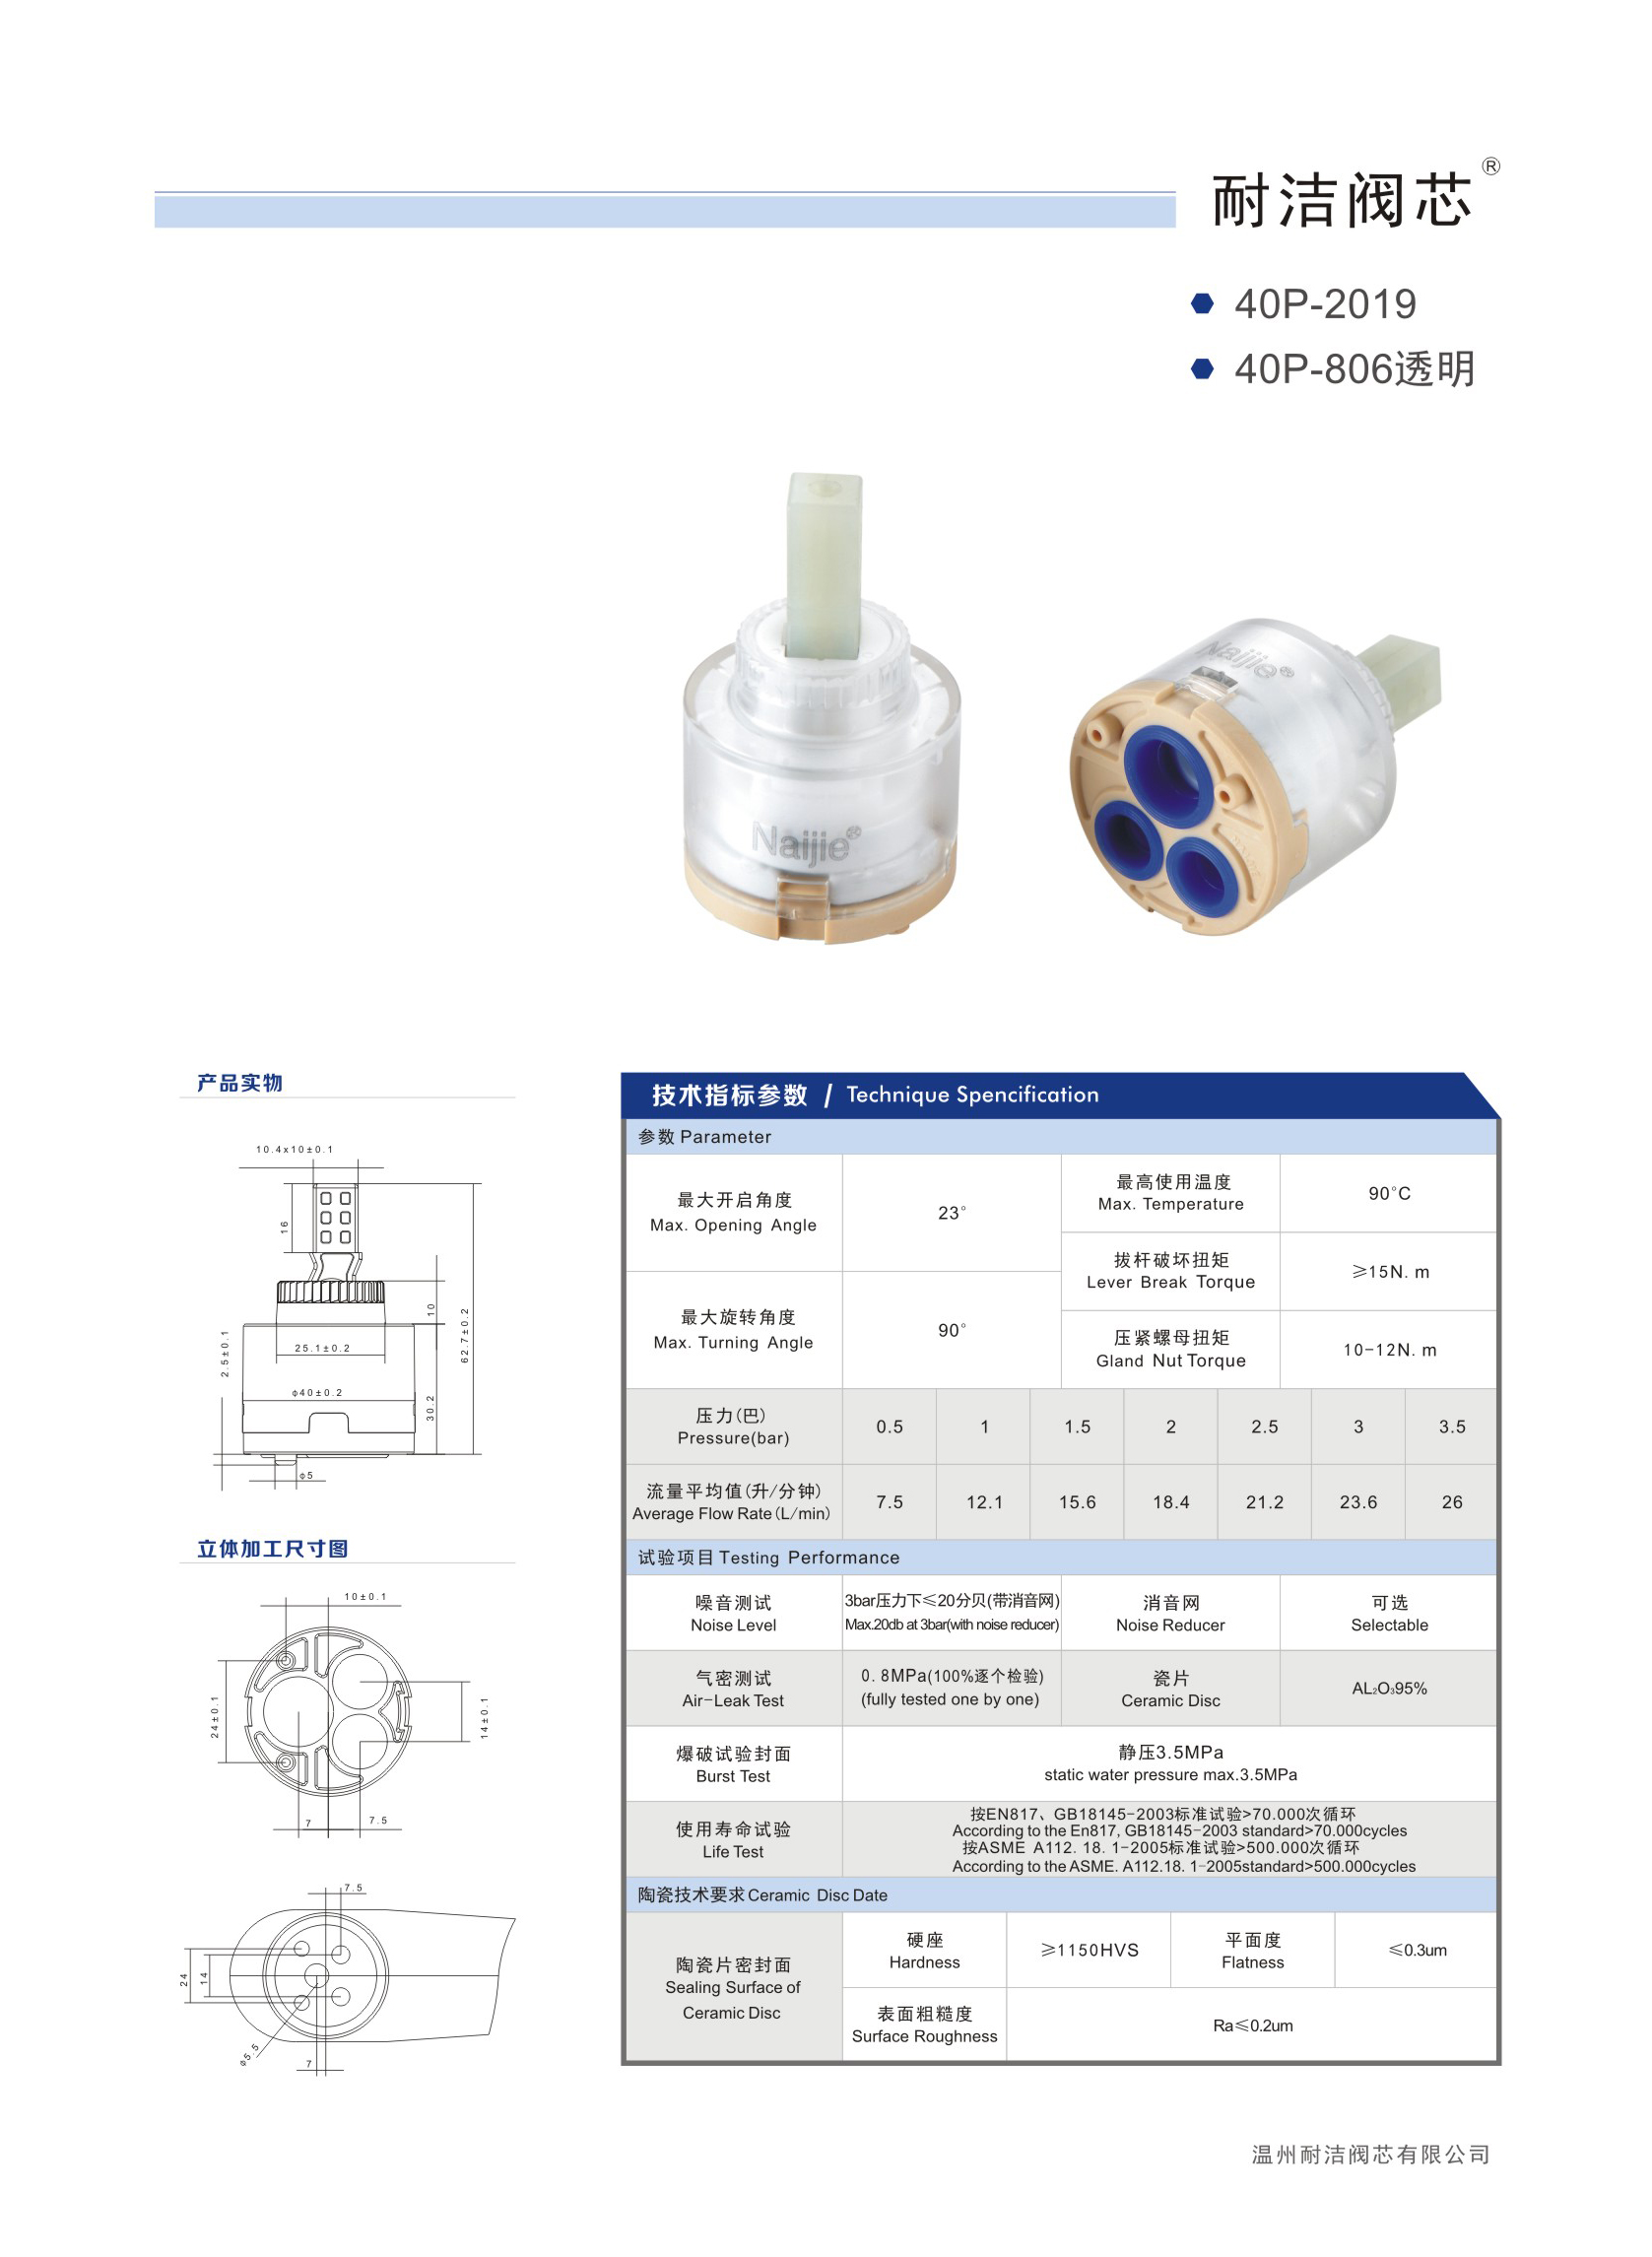 耐洁阀芯®
40P-2019
40P-806透明
Naijie®
Naijie®
产品实物
10.4x10±0.1
16
10
62.7±0.2
2.5±0.1
25.1±0.2
φ40±0.2
30.2
φ5
立体加工尺寸图
10±0.1
24±0.1
14±0.1
7
7.5
7.5
24
14
φ5.5
7
技术指标参数 / Technique Spencification
参数 Parameter
最大开启角度
Max. Opening Angle
23°
最高使用温度
Max. Temperature
90°C
拔杆破坏扭矩
Lever Break Torque
≥15N. m
最大旋转角度
Max. Turning Angle
90°
压紧螺母扭矩
Gland Nut Torque
10-12N. m
压力(巴)
Pressure(bar)
0.5 1 1.5 2 2.5 3 3.5
流量平均值(升/分钟)
Average Flow Rate(L/min)
7.5 12.1 15.6 18.4 21.2 23.6 26
试验项目 Testing Performance
噪音测试
Noise Level
3bar压力下≤20分贝(带消音网)
Max.20db at 3bar(with noise reducer)
消音网
Noise Reducer
可选
Selectable
气密测试
Air-Leak Test
0. 8MPa(100%逐个检验)
(fully tested one by one)
瓷片
Ceramic Disc
AL₂O₃95%
爆破试验封面
Burst Test
静压3.5MPa
static water pressure max.3.5MPa
使用寿命试验
Life Test
按EN817、GB18145-2003标准试验>70.000次循环
According to the En817, GB18145-2003 standard>70.000cycles
按ASME A112. 18. 1-2005标准试验>500.000次循环
According to the ASME. A112.18. 1-2005standard>500.000cycles
陶瓷技术要求 Ceramic Disc Date
陶瓷片密封面
Sealing Surface of
Ceramic Disc
硬座
Hardness
≥1150HVS
平面度
Flatness
≤0.3um
表面粗糙度
Surface Roughness
Ra≤0.2um
温州耐洁阀芯有限公司